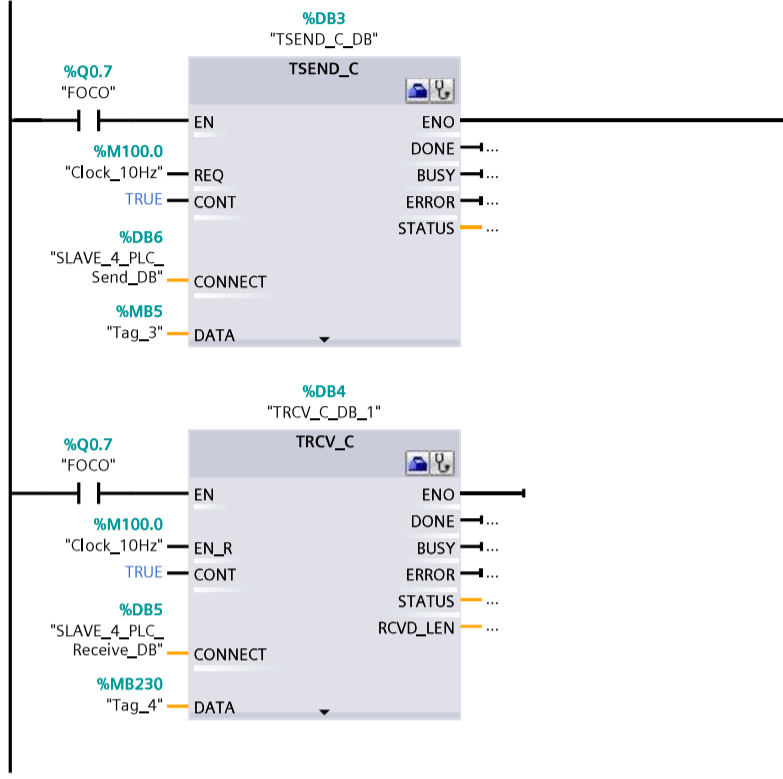 %DB3
"TSEND_C_DB"
TSEND_C
%Q0.7
"FOCO"
EN
ENO
%M100.0
"Clock_10Hz"
REQ
DONE
TRUE
CONT
BUSY
ERROR
%DB6
STATUS
"SLAVE_4_PLC_
Send_DB"
CONNECT
%MB5
"Tag_3"
DATA
...
...
...
...
%DB4
"TRCV_C_DB_1"
TRCV_C
%Q0.7
"FOCO"
EN
ENO
%M100.0
"Clock_10Hz"
EN_R
DONE
TRUE
CONT
BUSY
ERROR
%DB5
STATUS
"SLAVE_4_PLC_
Receive_DB"
RCVD_LEN
CONNECT
%MB230
"Tag_4"
DATA
...
...
...
...
...